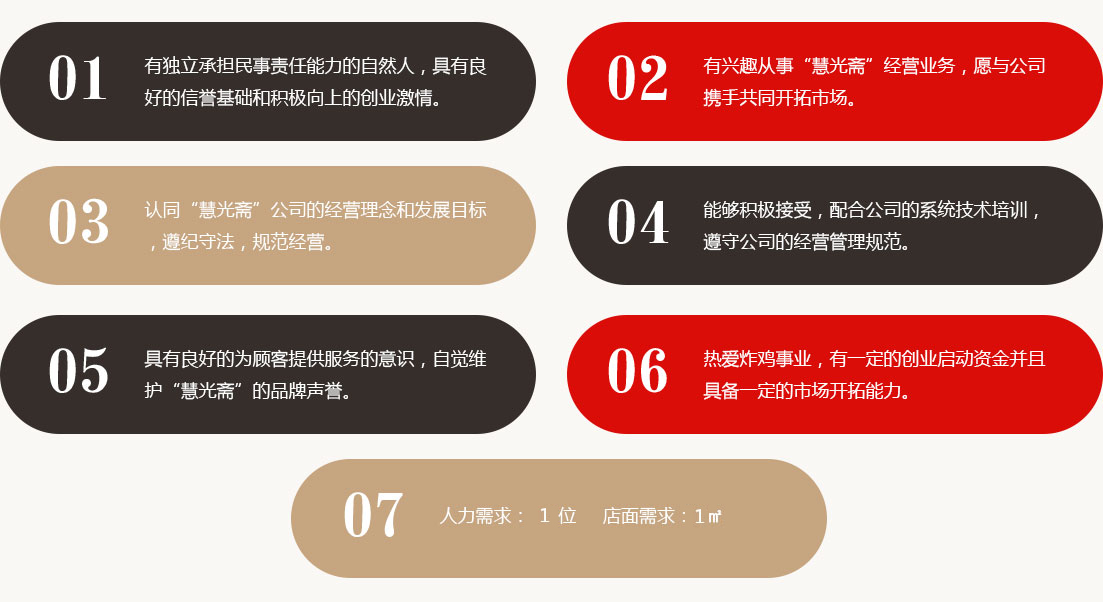 01
有独立承担民事责任能力的自然人，具有良
好的信誉基础和积极向上的创业激情。
02
有兴趣从事“慧光斋”经营业务，愿与公司
携手共同开拓市场。
03
认同“慧光斋”公司的经营理念和发展目标
，遵纪守法，规范经营。
04
能够积极接受，配合公司的系统技术培训，
遵守公司的经营管理规范。
05
具有良好的为顾客提供服务的意识，自觉维
护“慧光斋”的品牌声誉。
06
热爱炸鸡事业，有一定的创业启动资金并且
具备一定的市场开拓能力。
07
人力需求： 1 位 店面需求：1㎡